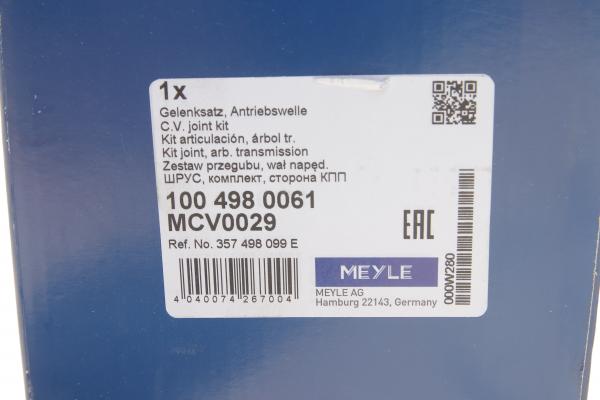 1x
Gelenksatz, Antriebswelle
C.V. joint kit
Kit articulación, árbol tr.
Kit joint, arb. transmission
Zestaw przegubu, wał napęd.
ШРУС, комплект, сторона КПП
100 498 0061
MCV0029
Ref. No. 357 498 099 E
EAC
MEYLE
MEYLE AG
Hamburg 22143, Germany
4 040074 267004
000W280